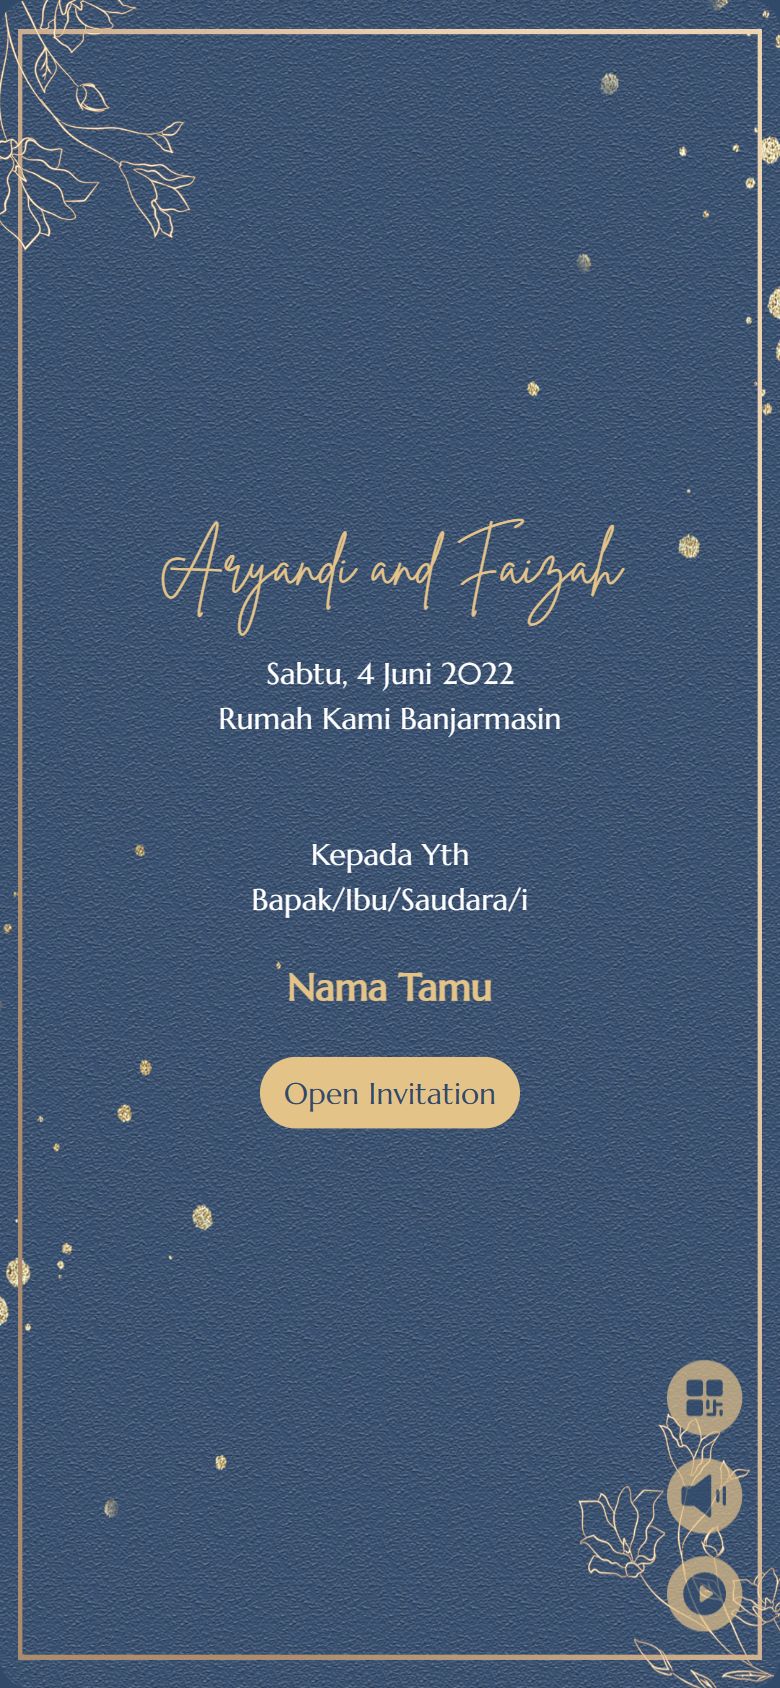 Aryandi and Faizah
Sabtu, 4 Juni 2022
Rumah Kami Banjarmasin
Kepada Yth
Bapak/Ibu/Saudara/i
Nama Tamu
Open Invitation